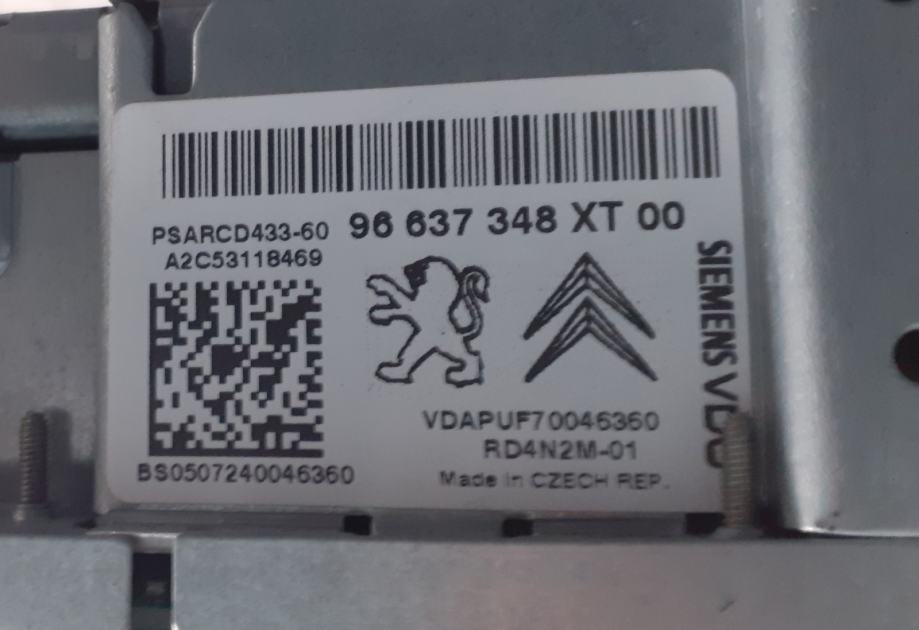 PSARCD433-60 96 637 348 XT 00
A2C53118469
SIEMENS VDO
VDAPUF70046360
RD4N2M-01
BS0507240046360
Made in CZECH REP.